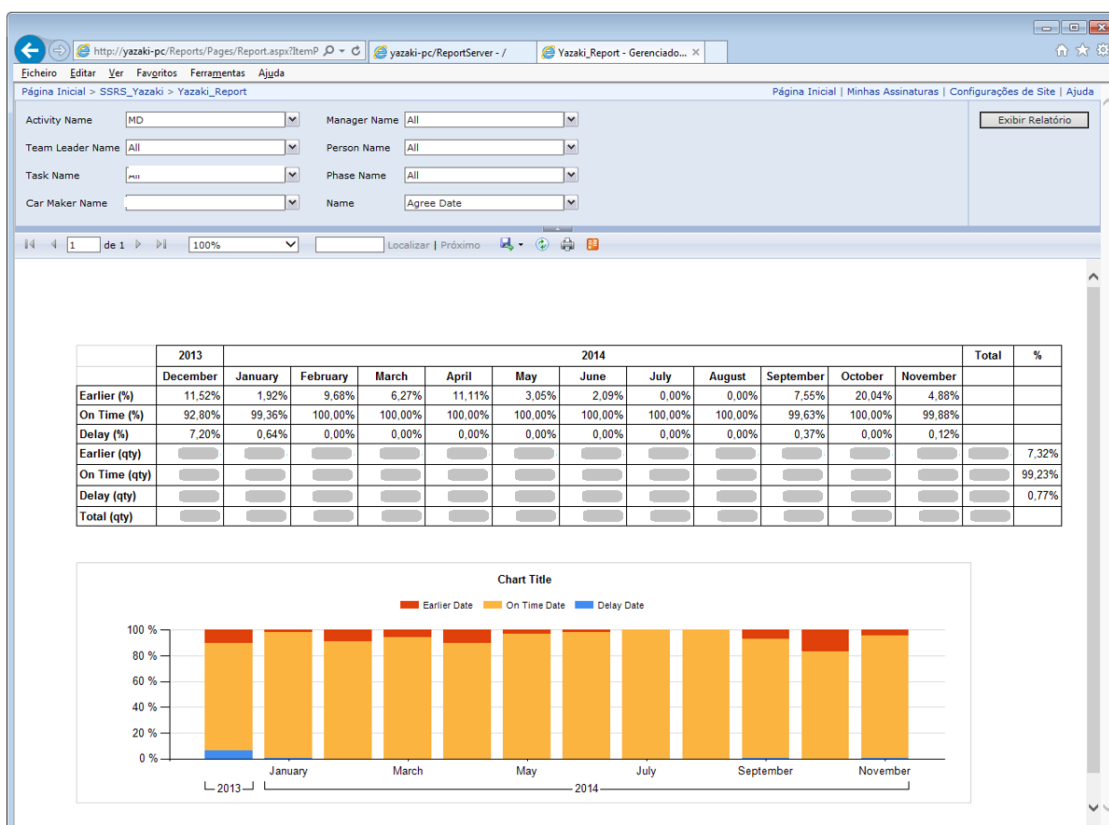 http://yazaki-pc/Reports/Pages/Report.aspx?ItemP
yazaki-pc/ReportServer - /
Yazaki_Report - Gerenciado...
Ficheiro Editar Ver Favoritos Ferramentas Ajuda
Página Inicial > SSRS_Yazaki > Yazaki_Report
Página Inicial | Minhas Assinaturas | Configurações de Site | Ajuda
Activity Name MD Manager Name All Exibir Relatório
Team Leader Name All Person Name All
Task Name Phase Name All
Car Maker Name Name Agree Date
1 de 1 100% Localizar | Próximo
2013 2014 Total %
December January February March April May June July August September October November
Earlier (%) 11,52% 1,92% 9,68% 6,27% 11,11% 3,05% 2,09% 0,00% 0,00% 7,55% 20,04% 4,88%
On Time (%) 92,80% 99,36% 100,00% 100,00% 100,00% 100,00% 100,00% 100,00% 100,00% 99,63% 100,00% 99,88%
Delay (%) 7,20% 0,64% 0,00% 0,00% 0,00% 0,00% 0,00% 0,00% 0,00% 0,37% 0,00% 0,12%
Earlier (qty) 7,32%
On Time (qty) 99,23%
Delay (qty) 0,77%
Total (qty)
Chart Title
Earlier Date On Time Date Delay Date
100 %
80 %
60 %
40 %
20 %
0 %
January March May July September November
2013 2014